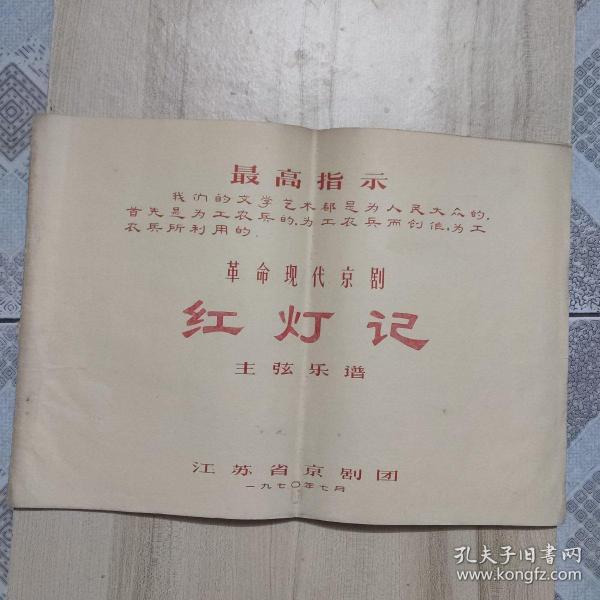 最高指示
我们的文学艺术都是为人民大众的,
首先是为工农兵的,为工农兵而创作,为工
农兵所利用的.
革命现代京剧
红灯记
主弦乐谱
江苏省京剧团
一九七〇年七月
孔夫子旧书网
www.kongfz.com